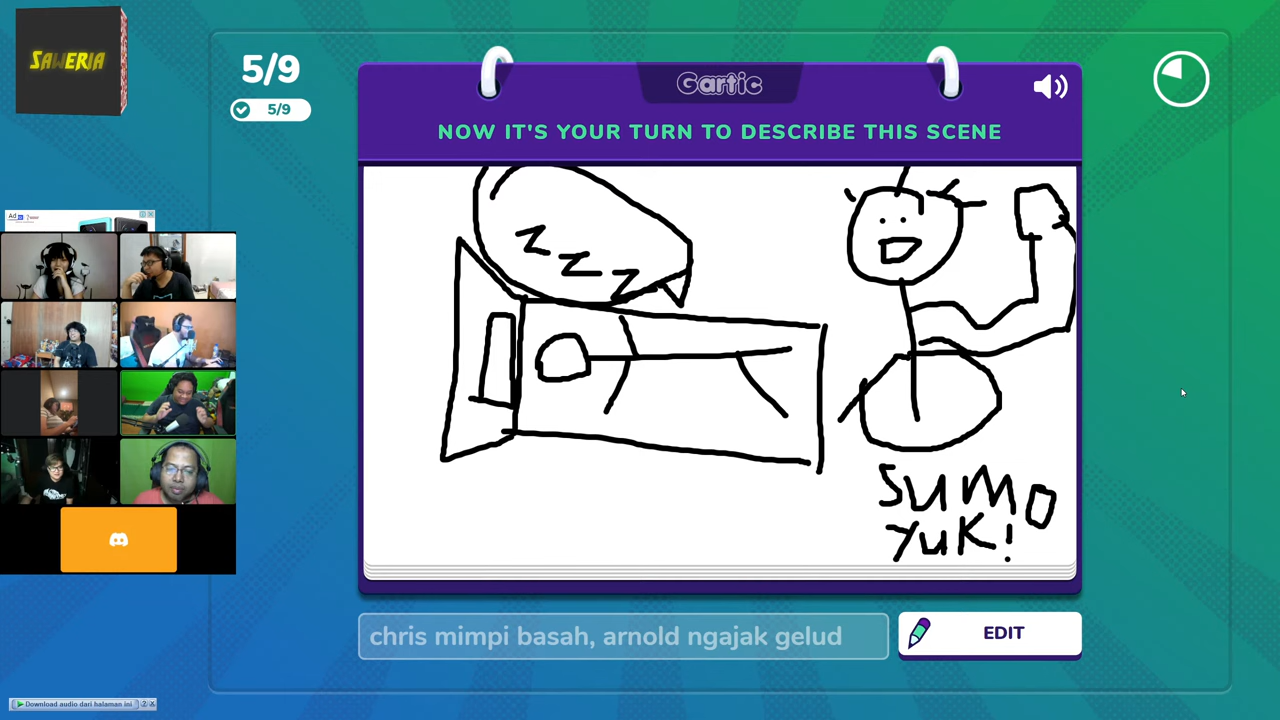 SAWERIA
5/9
5/9
Gartic
NOW IT'S YOUR TURN TO DESCRIBE THIS SCENE
Ad
Z Z Z
SUMO
YUK!
chris mimpi basah, arnold ngajak gelud
EDIT
Download audio dari halaman ini